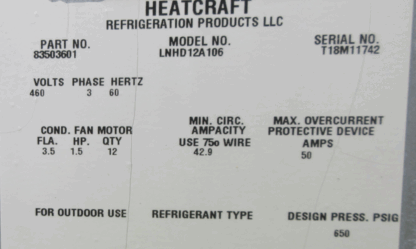 HEATCRAFT
REFRIGERATION PRODUCTS LLC
PART NO. MODEL NO. SERIAL NO.
83503601 LNHD12A106 T18M11742
VOLTS PHASE HERTZ
460 3 60
COND. FAN MOTOR
FLA. HP. QTY
3.5 1.5 12
MIN. CIRC.
AMPACITY
USE 75o WIRE
42.9
MAX. OVERCURRENT
PROTECTIVE DEVICE
AMPS
50
FOR OUTDOOR USE REFRIGERANT TYPE DESIGN PRESS. PSIG
650